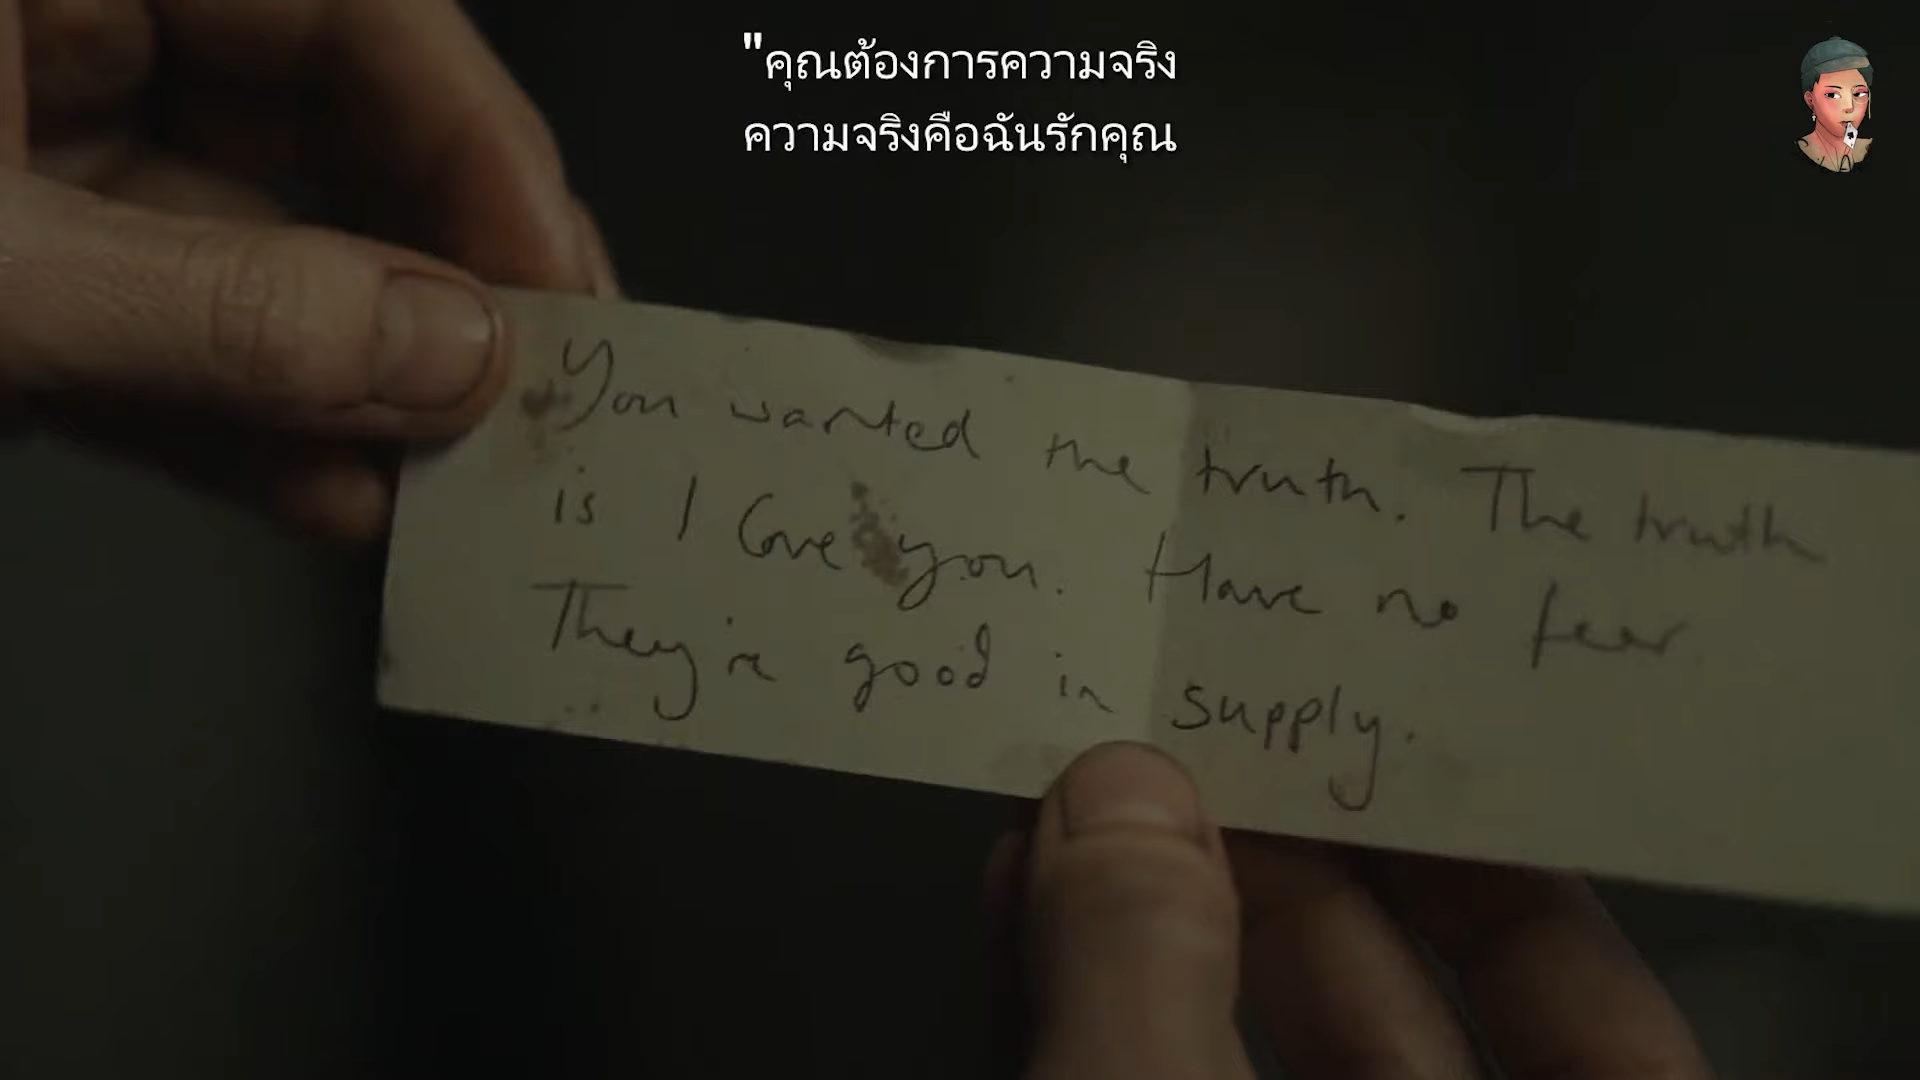 "คุณต้องการความจริง
ความจริงคือฉันรักคุณ
You wanted the truth. The truth
is I love you. Have no fear
They're good in supply.